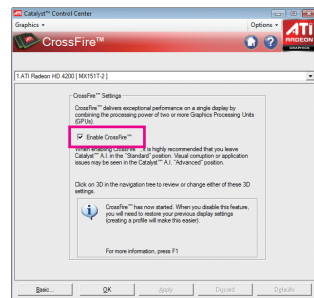 Catalyst™ Control Center
Graphics
Options
ATI
RADEON
GRAPHICS
CrossFire™
1.ATI Radeon HD 4200 [ MX151T-2 ]
CrossFire™ Settings
CrossFire™ delivers exceptional performance on a single display by
combining the processing power of two or more Graphics Processing Units
(GPUs).
Enable CrossFire™
When enabling CrossFire™, it is highly recommended that you leave
Catalyst™ A.I. in the "Standard" position. Visual corruption or application
issues may be seen in the Catalyst™ A.I. "Advanced" position.
Click on 3D in the navigation tree to review or change either of these 3D
settings.
CrossFire™ has now started. When you disable this feature,
you will need to restore your previous display settings
(creating a profile will make this easier).
For more information, press F1
Basic...
OK
Apply
Discard
Defaults